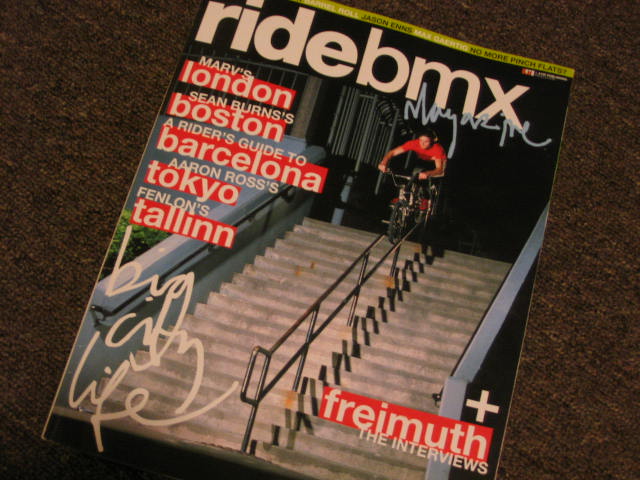 BARREL ROLL JASON ENNS MAX GAERTIG NO MORE PINCH FLATS?
ridebmx
Magazine
MARV'S
london
SEAN BURNS'S
boston
A RIDER'S GUIDE TO
barcelona
AARON ROSS'S
tokyo
FENLON'S
tallinn
big
city
life
+
freimuth
THE INTERVIEWS